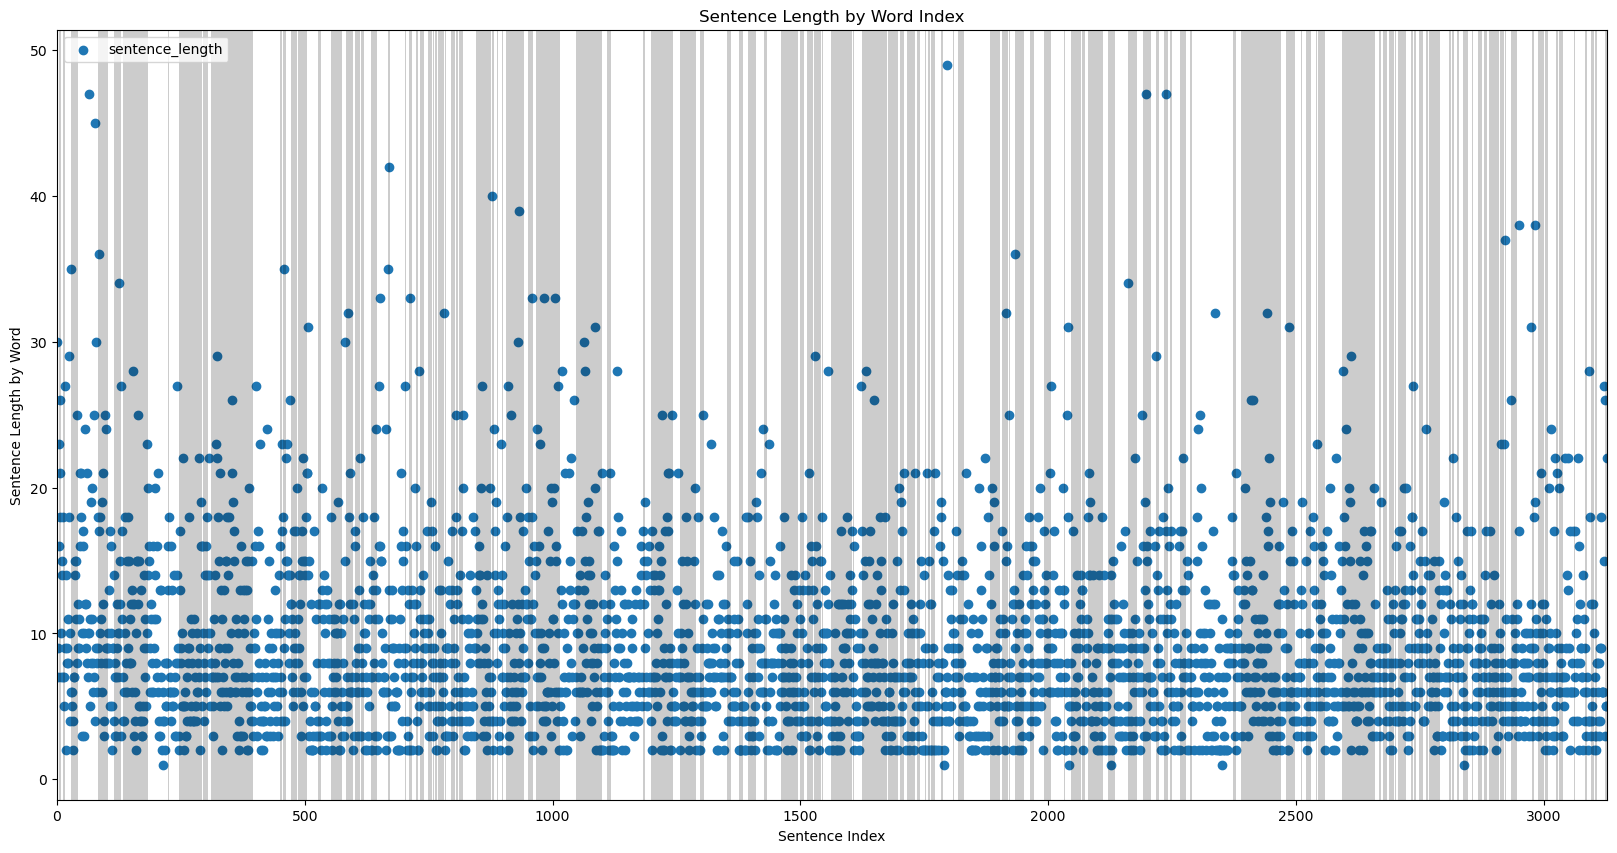 Sentence Length by Word Index
sentence_length
Sentence Length by Word
50
40
30
20
10
0
0 500 1000 1500 2000 2500 3000
Sentence Index